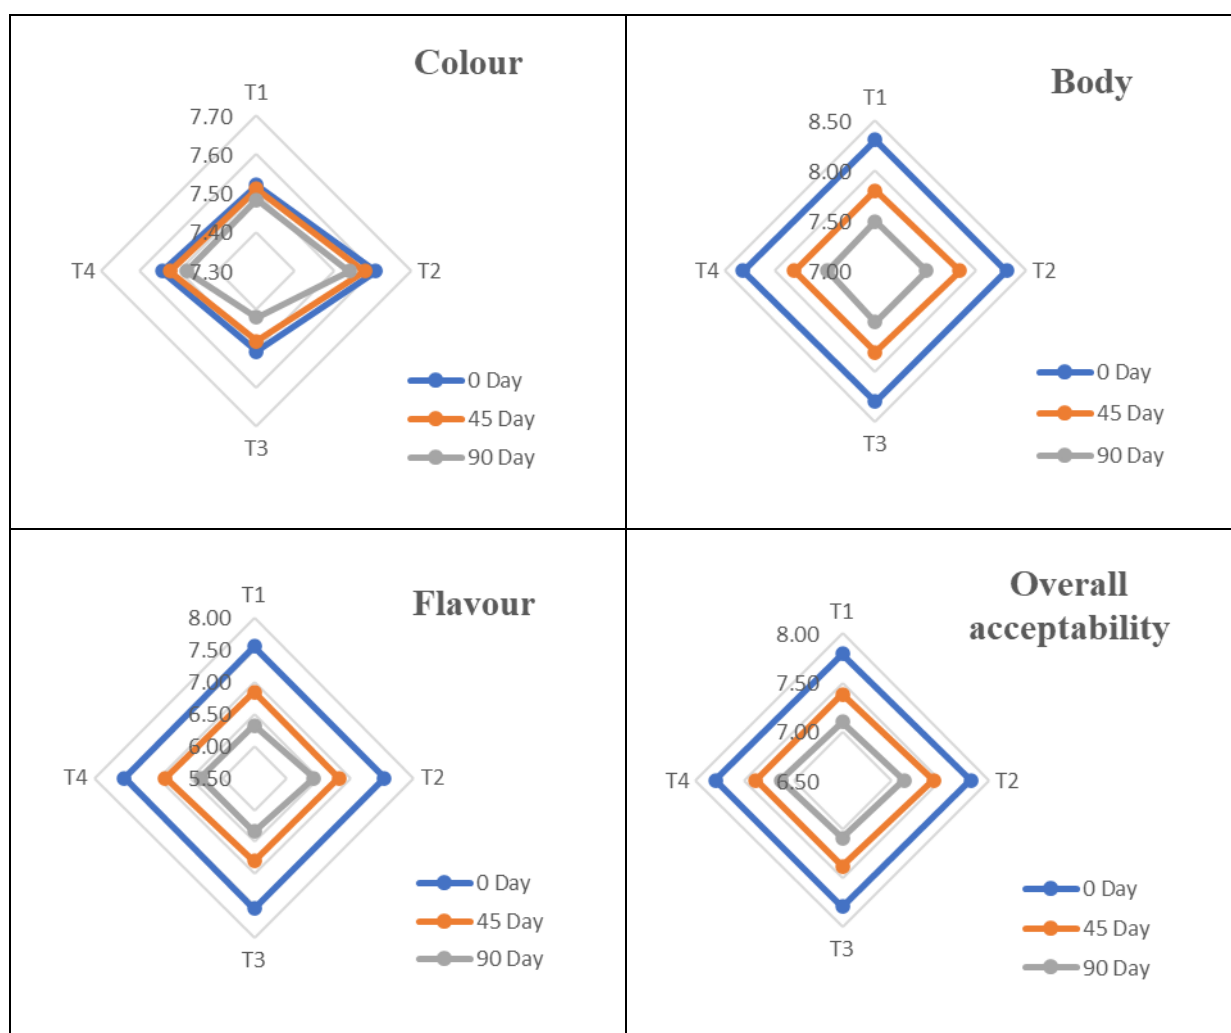 Colour
T1
7.70
7.60
7.50
7.40
7.30
T4
T2
T3
0 Day
45 Day
90 Day
Body
T1
8.50
8.00
7.50
7.00
T4
T2
T3
0 Day
45 Day
90 Day
Flavour
T1
8.00
7.50
7.00
6.50
6.00
5.50
T4
T2
T3
0 Day
45 Day
90 Day
Overall
acceptability
T1
8.00
7.50
7.00
6.50
T4
T2
T3
0 Day
45 Day
90 Day